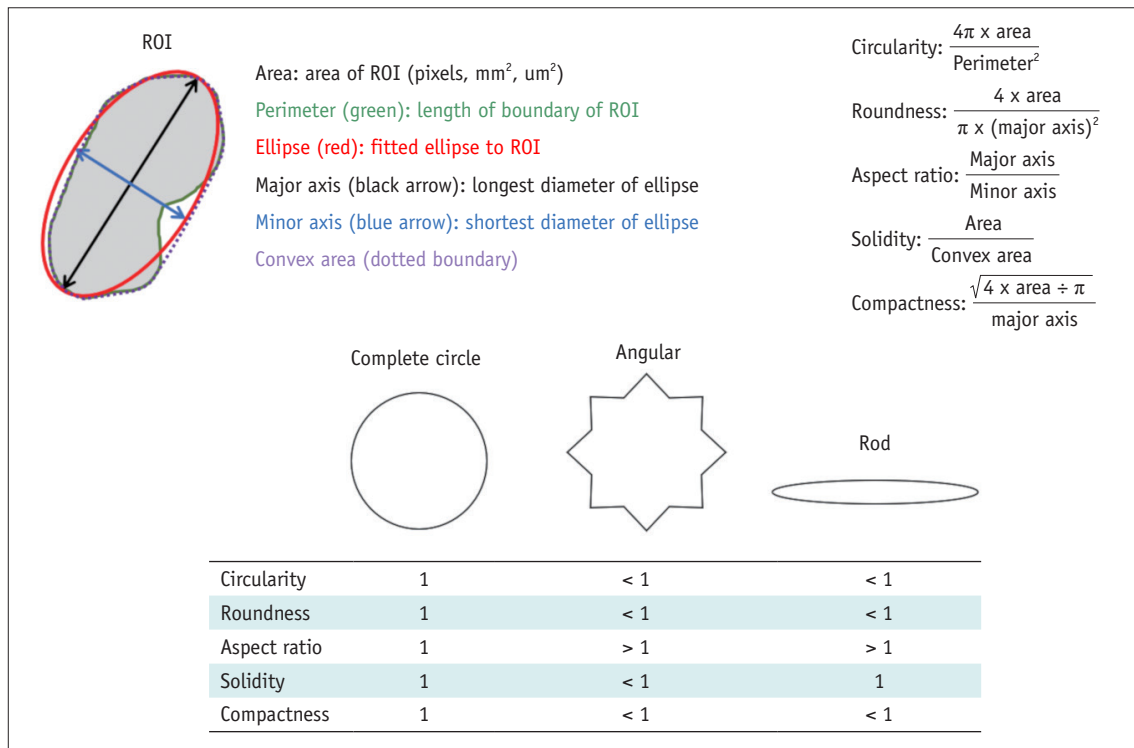 ROI
Area: area of ROI (pixels, mm², um²)
Perimeter (green): length of boundary of ROI
Ellipse (red): fitted ellipse to ROI
Major axis (black arrow): longest diameter of ellipse
Minor axis (blue arrow): shortest diameter of ellipse
Convex area (dotted boundary)
Circularity: 4π x area / Perimeter²
Roundness: 4 x area / π x (major axis)²
Aspect ratio: Major axis / Minor axis
Solidity: Area / Convex area
Compactness: √4 x area ÷ π / major axis
Complete circle
Angular
Rod
Circularity 1 < 1 < 1
Roundness 1 < 1 < 1
Aspect ratio 1 > 1 > 1
Solidity 1 < 1 1
Compactness 1 < 1 < 1